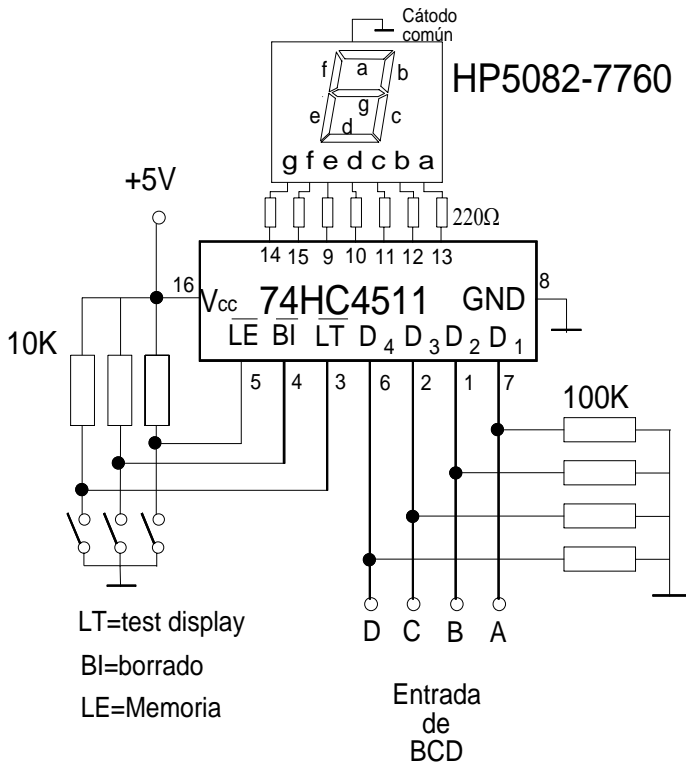 Cátodo
común
HP5082-7760
f a b
g
e d c
g f e d c b a
+5V
220Ω
14 15 9 10 11 12 13
16 Vcc 74HC4511 GND 8
LE BI LT D4 D3 D2 D1
5 4 3 6 2 1 7
10K
100K
D C B A
LT=test display
BI=borrado
LE=Memoria
Entrada
de
BCD